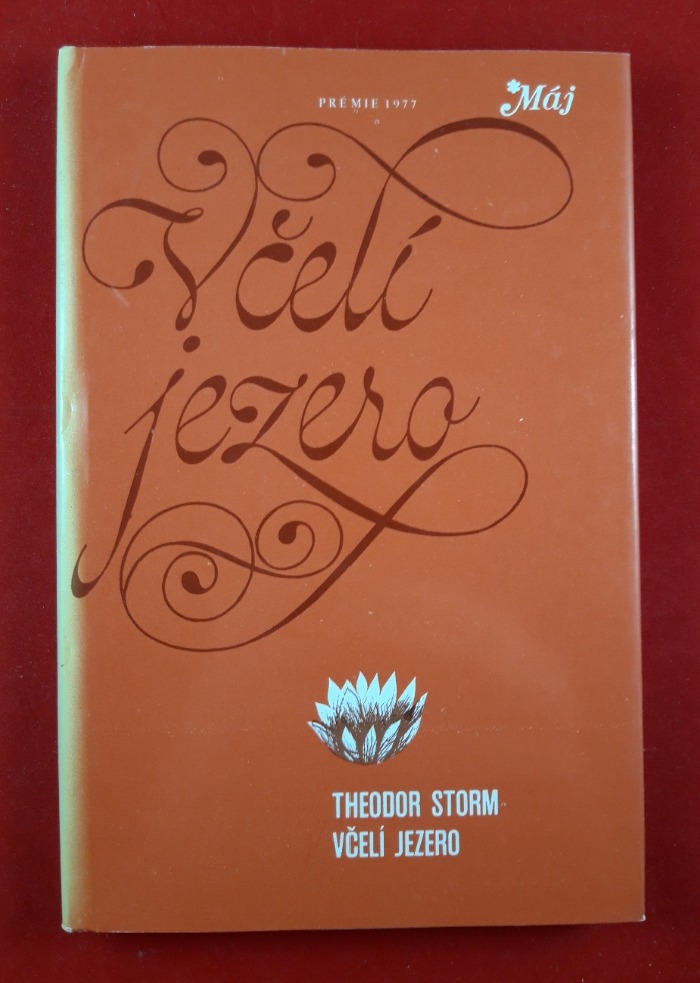 PRÉMIE 1977
*Máj
Včelí
jezero
THEODOR STORM
VČELÍ JEZERO